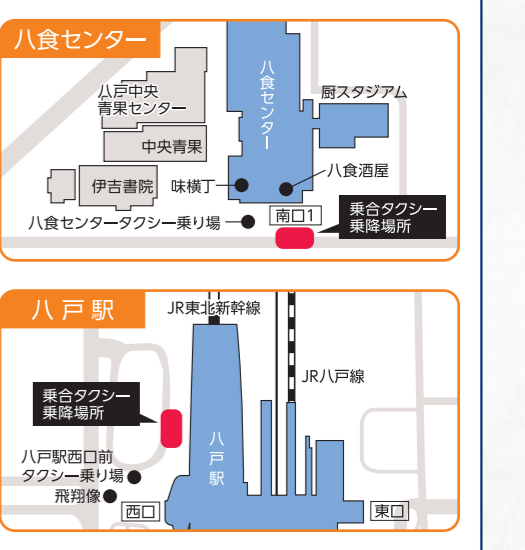 八食センター
八戸中央
青果センター
八食センター
厨スタジアム
中央青果
八食酒屋
伊吉書院
味横丁
八食センタータクシー乗り場
南口1
乗合タクシー
乗降場所
八戸駅
JR東北新幹線
JR八戸線
乗合タクシー
乗降場所
八戸駅
八戸駅西口前
タクシー乗り場
飛翔像
西口
東口